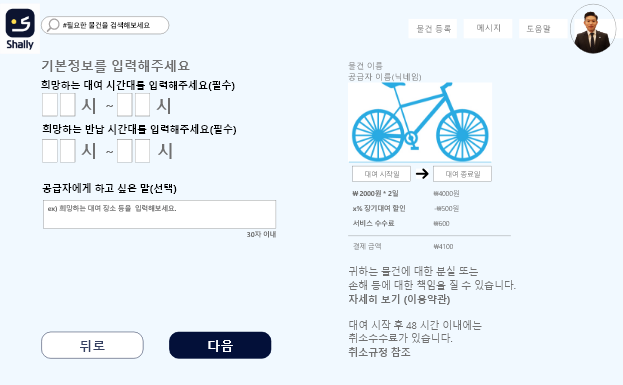 Shally
#필요한 물건을 검색해보세요
물건 등록
메시지
도움말
기본정보를 입력해주세요
희망하는 대여 시간대를 입력해주세요(필수)
시 ~ 시
희망하는 반납 시간대를 입력해주세요(필수)
시 ~ 시
공급자에게 하고 싶은 말(선택)
ex) 희망하는 대여 장소 등을 입력해보세요.
30자 이내
뒤로
다음
물건 이름
공급자 이름(닉네임)
대여 시작일
대여 종료일
₩ 2000원 * 2일 ₩4000원
x% 장기대여 할인 -₩500원
서비스 수수료 ₩600
결제 금액 ₩4100
귀하는 물건에 대한 분실 또는
손해 등에 대한 책임을 질 수 있습니다.
자세히 보기 (이용약관)
대여 시작 후 48 시간 이내에는
취소수수료가 있습니다.
취소규정 참조